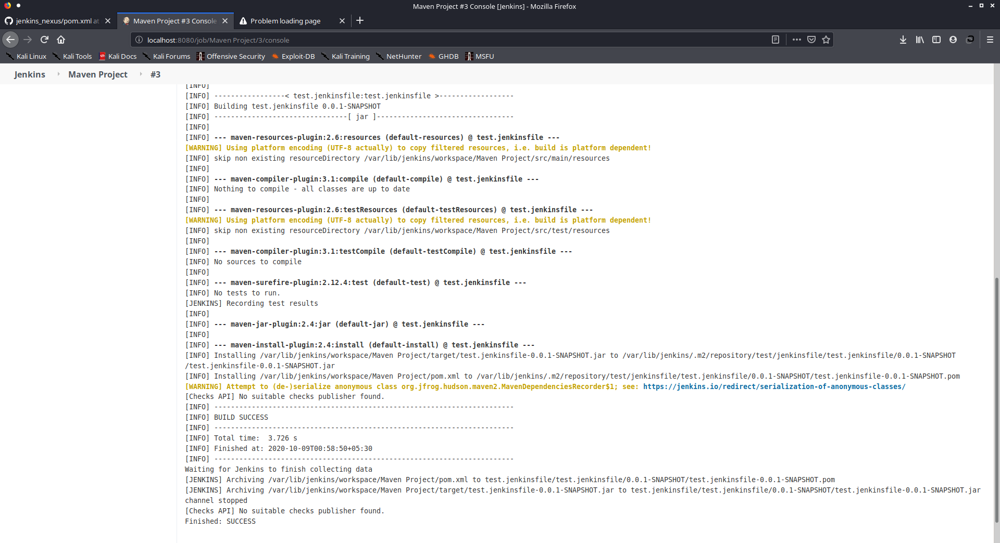 Maven Project #3 Console [Jenkins] - Mozilla Firefox
jenkins_nexus/pom.xml at
Maven Project #3 Console
Problem loading page
localhost:8080/job/Maven Project/3/console
Kali Linux Kali Tools Kali Docs Kali Forums Offensive Security Exploit-DB Kali Training NetHunter GHDB MSFU
Jenkins Maven Project #3
[INFO]
[INFO] -----------------< test.jenkinsfile:test.jenkinsfile >------------------
[INFO] Building test.jenkinsfile 0.0.1-SNAPSHOT
[INFO] --------------------------------[ jar ]---------------------------------
[INFO]
[INFO] --- maven-resources-plugin:2.6:resources (default-resources) @ test.jenkinsfile ---
[WARNING] Using platform encoding (UTF-8 actually) to copy filtered resources, i.e. build is platform dependent!
[INFO] skip non existing resourceDirectory /var/lib/jenkins/workspace/Maven Project/src/main/resources
[INFO]
[INFO] --- maven-compiler-plugin:3.1:compile (default-compile) @ test.jenkinsfile ---
[INFO] Nothing to compile - all classes are up to date
[INFO]
[INFO] --- maven-resources-plugin:2.6:testResources (default-testResources) @ test.jenkinsfile ---
[WARNING] Using platform encoding (UTF-8 actually) to copy filtered resources, i.e. build is platform dependent!
[INFO] skip non existing resourceDirectory /var/lib/jenkins/workspace/Maven Project/src/test/resources
[INFO]
[INFO] --- maven-compiler-plugin:3.1:testCompile (default-testCompile) @ test.jenkinsfile ---
[INFO] No sources to compile
[INFO]
[INFO] --- maven-surefire-plugin:2.12.4:test (default-test) @ test.jenkinsfile ---
[INFO] No tests to run.
[JENKINS] Recording test results
[INFO]
[INFO] --- maven-jar-plugin:2.4:jar (default-jar) @ test.jenkinsfile ---
[INFO]
[INFO] --- maven-install-plugin:2.4:install (default-install) @ test.jenkinsfile ---
[INFO] Installing /var/lib/jenkins/workspace/Maven Project/target/test.jenkinsfile-0.0.1-SNAPSHOT.jar to /var/lib/jenkins/.m2/repository/test/jenkinsfile/test.jenkinsfile/0.0.1-SNAPSHOT
/test.jenkinsfile-0.0.1-SNAPSHOT.jar
[INFO] Installing /var/lib/jenkins/workspace/Maven Project/pom.xml to /var/lib/jenkins/.m2/repository/test/jenkinsfile/test.jenkinsfile/0.0.1-SNAPSHOT/test.jenkinsfile-0.0.1-SNAPSHOT.pom
[WARNING] Attempt to (de-)serialize anonymous class org.jfrog.hudson.maven2.MavenDependenciesRecorder$1; see: https://jenkins.io/redirect/serialization-of-anonymous-classes/
[Checks API] No suitable checks publisher found.
[INFO] ------------------------------------------------------------------------
[INFO] BUILD SUCCESS
[INFO] ------------------------------------------------------------------------
[INFO] Total time:  3.726 s
[INFO] Finished at: 2020-10-09T00:58:50+05:30
[INFO] ------------------------------------------------------------------------
Waiting for Jenkins to finish collecting data
[JENKINS] Archiving /var/lib/jenkins/workspace/Maven Project/pom.xml to test.jenkinsfile/test.jenkinsfile/0.0.1-SNAPSHOT/test.jenkinsfile-0.0.1-SNAPSHOT.pom
[JENKINS] Archiving /var/lib/jenkins/workspace/Maven Project/target/test.jenkinsfile-0.0.1-SNAPSHOT.jar to test.jenkinsfile/test.jenkinsfile/0.0.1-SNAPSHOT/test.jenkinsfile-0.0.1-SNAPSHOT.jar
channel stopped
[Checks API] No suitable checks publisher found.
Finished: SUCCESS